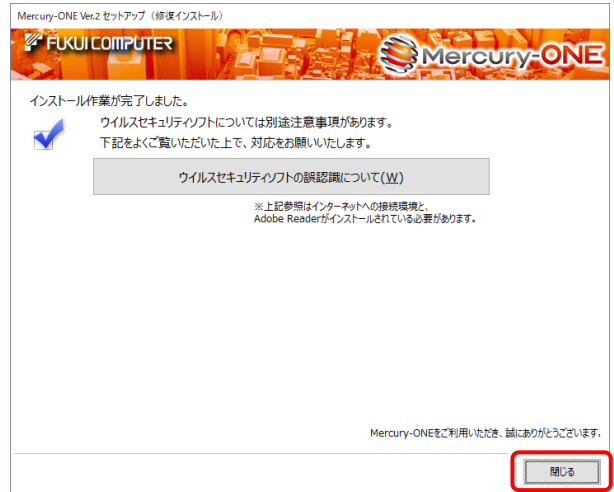 Mercury-ONE Ver.2 セットアップ（修復インストール）
FUKUI COMPUTER
Mercury-ONE
インストール作業が完了しました。
ウイルスセキュリティソフトについては別途注意事項があります。
下記をよくご覧いただいた上で、対応をお願いいたします。
ウイルスセキュリティソフトの誤認識について(W)
※上記参照はインターネットへの接続環境と、
Adobe Readerがインストールされている必要があります。
Mercury-ONEをご利用いただき、誠にありがとうございます。
閉じる